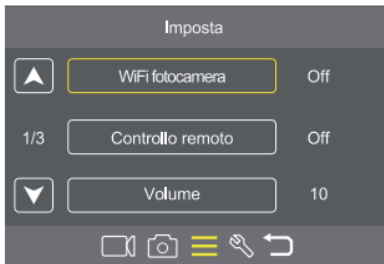 Imposta
WiFi fotocamera Off
1/3 Controllo remoto Off
Volume 10